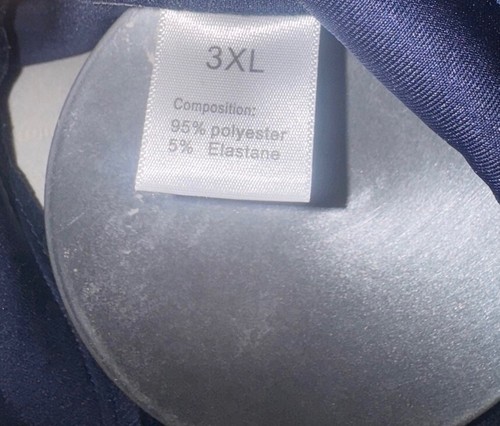 3XL
Composition:
95% polyester
5% Elastane